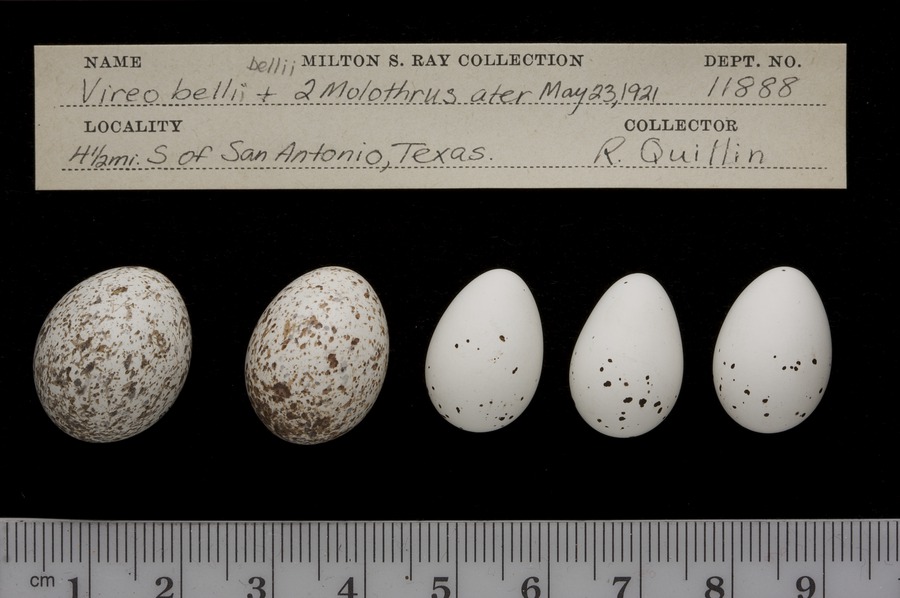 NAME bellii MILTON S. RAY COLLECTION DEPT. NO.
Vireo bellii + 2 Molothrus ater May 23, 1921 11888
LOCALITY COLLECTOR
4 1/2 mi. S of San Antonio, Texas. R. Quillin
cm 1 2 3 4 5 6 7 8 9